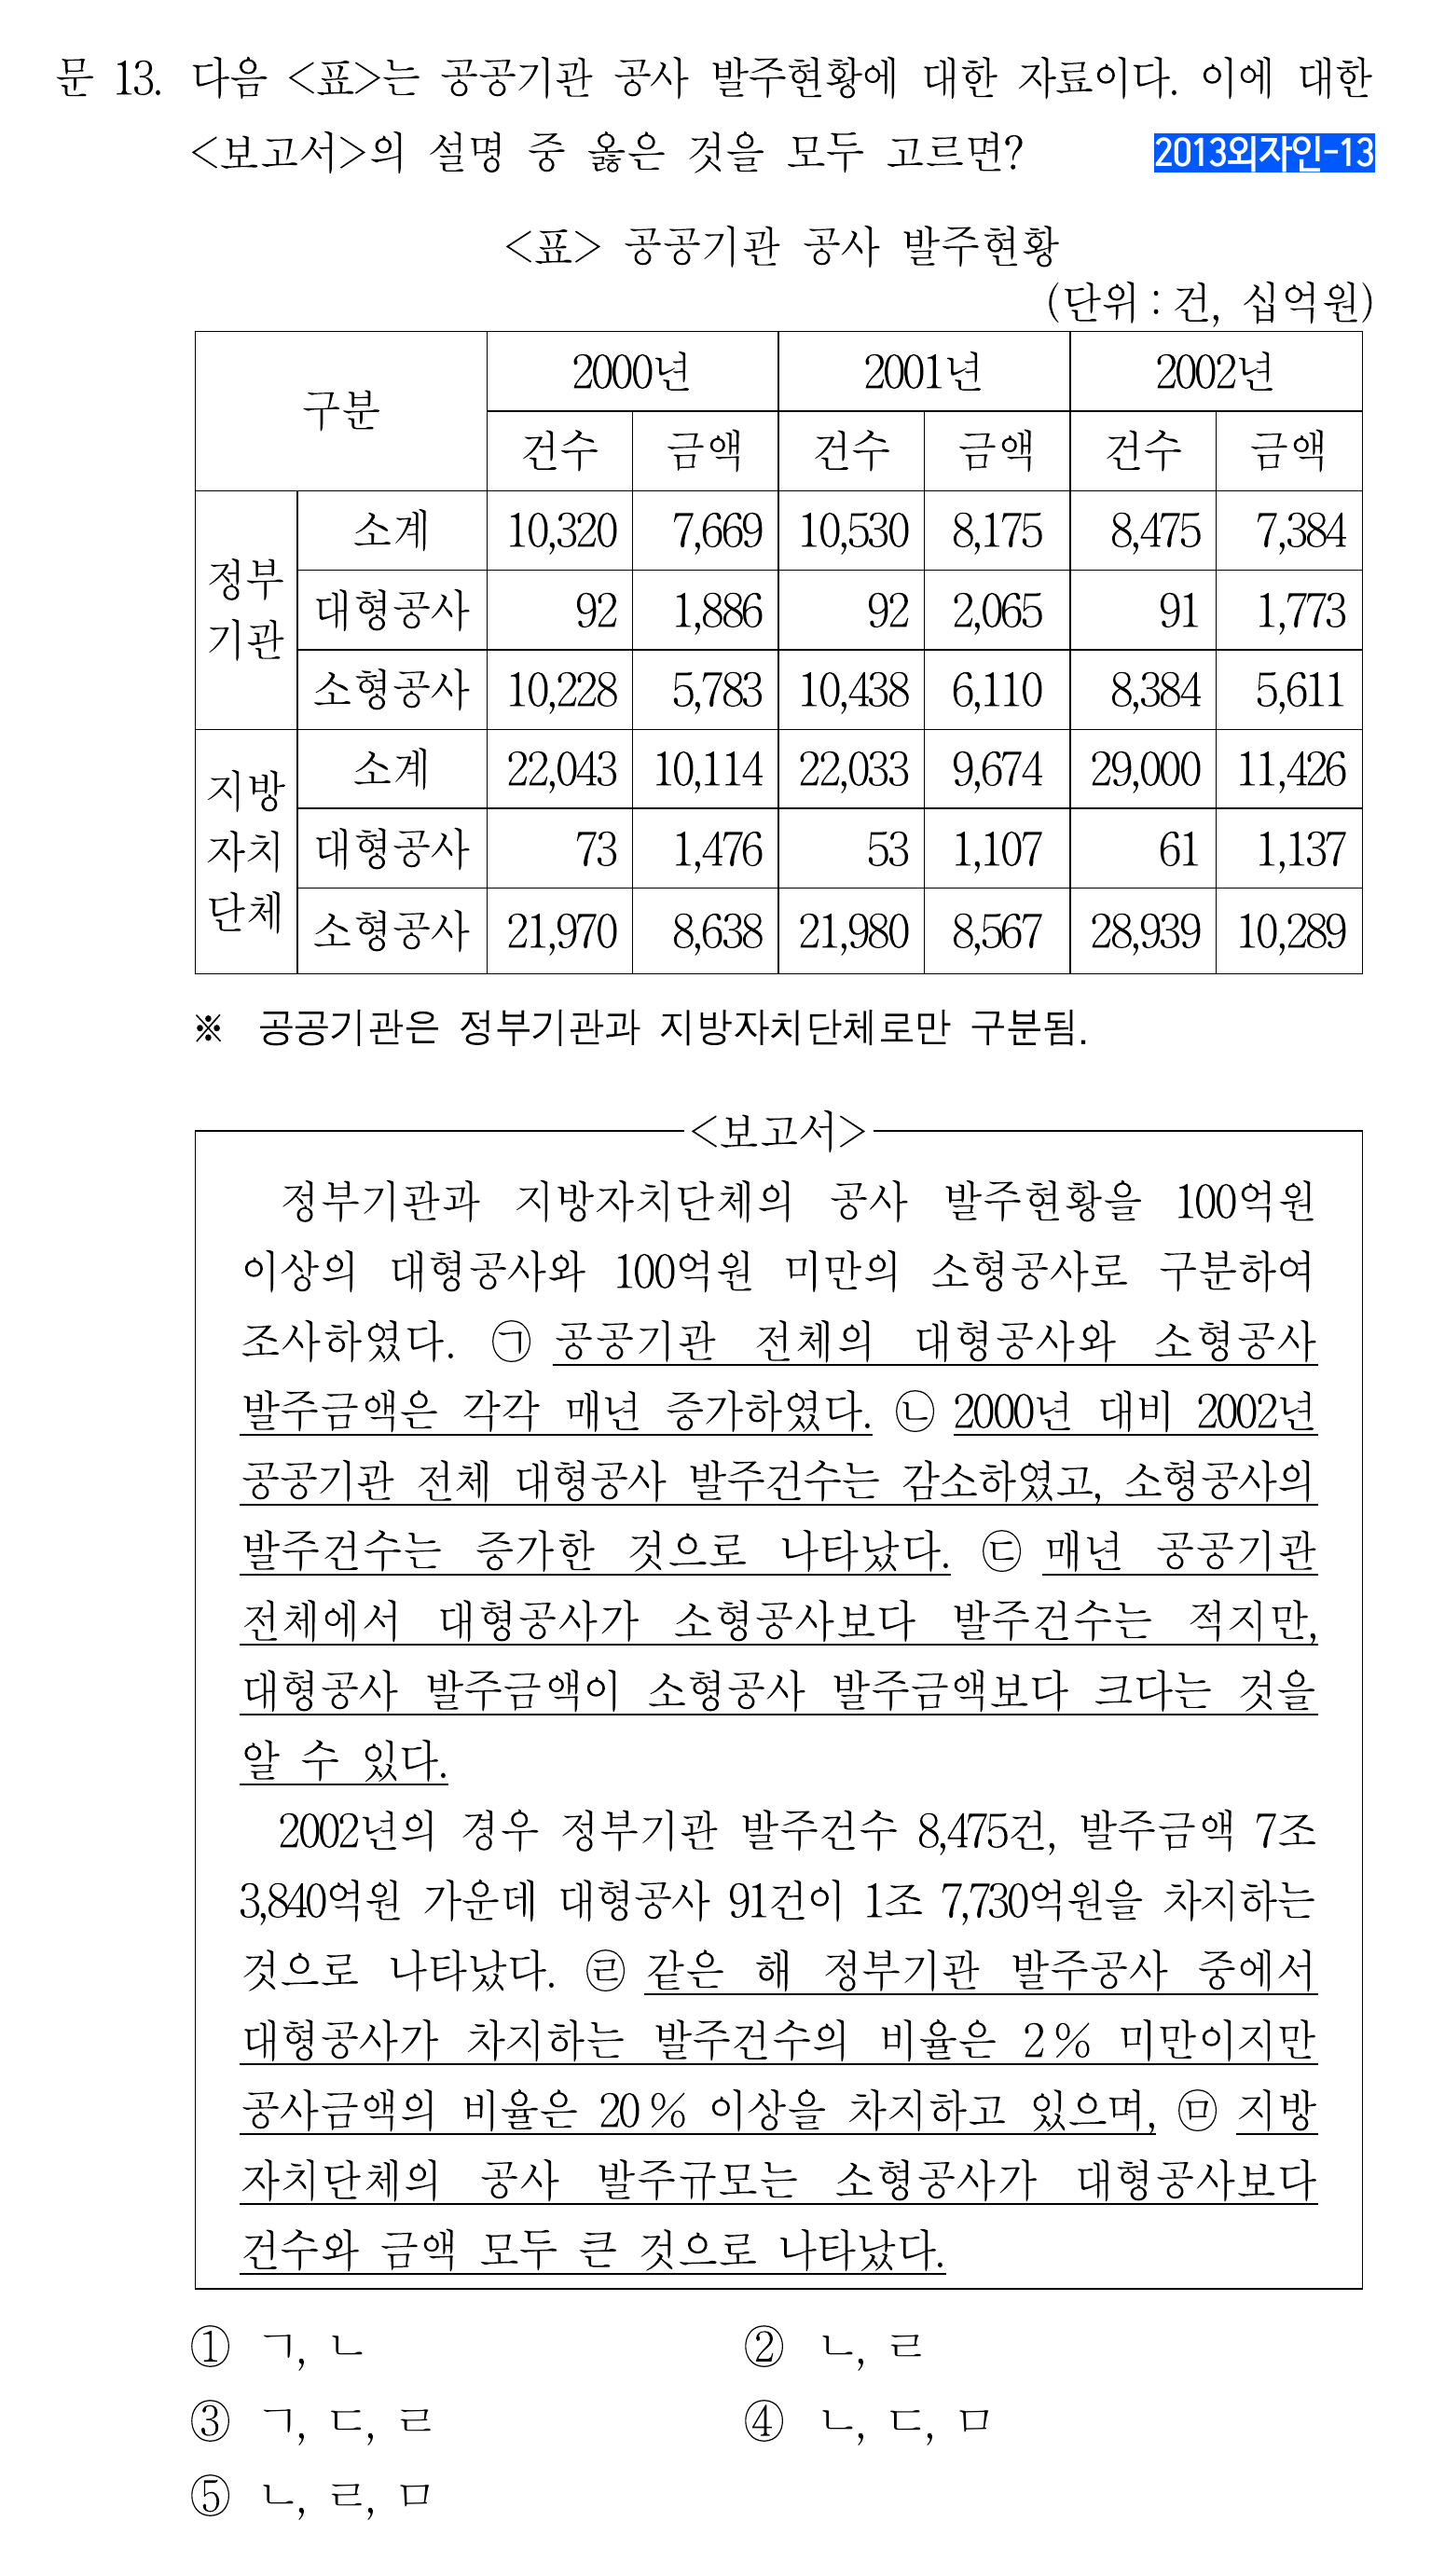 문 13. 다음 <표>는 공공기관 공사 발주현황에 대한 자료이다. 이에 대한
<보고서>의 설명 중 옳은 것을 모두 고르면? 2013외자인-13
<표> 공공기관 공사 발주현황
(단위 : 건, 십억원)
구분 2000년 2001년 2002년
건수 금액 건수 금액 건수 금액
정부기관 소계 10,320 7,669 10,530 8,175 8,475 7,384
대형공사 92 1,886 92 2,065 91 1,773
소형공사 10,228 5,783 10,438 6,110 8,384 5,611
지방자치단체 소계 22,043 10,114 22,033 9,674 29,000 11,426
대형공사 73 1,476 53 1,107 61 1,137
소형공사 21,970 8,638 21,980 8,567 28,939 10,289
※ 공공기관은 정부기관과 지방자치단체로만 구분됨.
<보고서>
정부기관과 지방자치단체의 공사 발주현황을 100억원
이상의 대형공사와 100억원 미만의 소형공사로 구분하여
조사하였다. ㉠ 공공기관 전체의 대형공사와 소형공사
발주금액은 각각 매년 증가하였다. ㉡ 2000년 대비 2002년
공공기관 전체 대형공사 발주건수는 감소하였고, 소형공사의
발주건수는 증가한 것으로 나타났다. ㉢ 매년 공공기관
전체에서 대형공사가 소형공사보다 발주건수는 적지만,
대형공사 발주금액이 소형공사 발주금액보다 크다는 것을
알 수 있다.
2002년의 경우 정부기관 발주건수 8,475건, 발주금액 7조
3,840억원 가운데 대형공사 91건이 1조 7,730억원을 차지하는
것으로 나타났다. ㉣ 같은 해 정부기관 발주공사 중에서
대형공사가 차지하는 발주건수의 비율은 2 % 미만이지만
공사금액의 비율은 20 % 이상을 차지하고 있으며, ㉤ 지방
자치단체의 공사 발주규모는 소형공사가 대형공사보다
건수와 금액 모두 큰 것으로 나타났다.
① ㄱ, ㄴ ② ㄴ, ㄹ
③ ㄱ, ㄷ, ㄹ ④ ㄴ, ㄷ, ㅁ
⑤ ㄴ, ㄹ, ㅁ